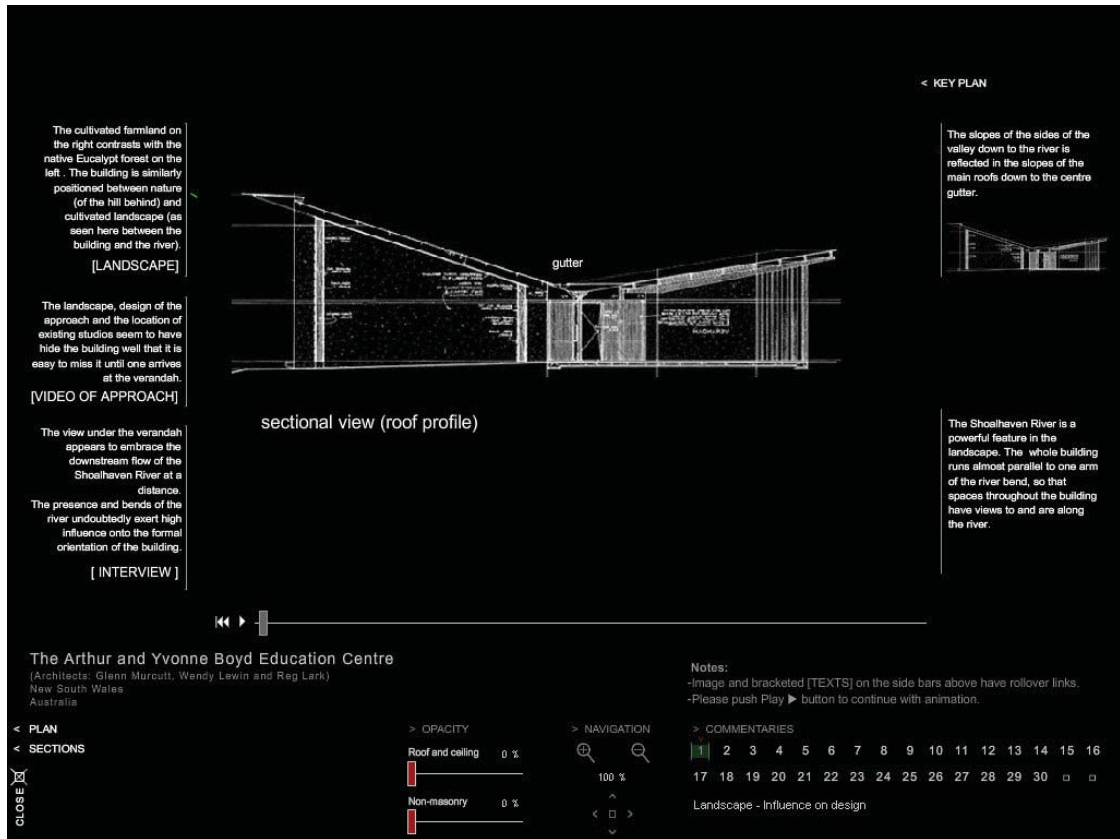 < KEY PLAN
The cultivated farmland on
the right contrasts with the
native Eucalypt forest on the
left . The building is similarly
positioned between nature
(of the hill behind) and
cultivated landscape (as
seen here between the
building and the river).
[LANDSCAPE]
The landscape, design of the
approach and the location of
existing studios seem to have
hide the building well that it is
easy to miss it until one arrives
at the verandah.
[VIDEO OF APPROACH]
The view under the verandah
appears to embrace the
downstream flow of the
Shoalhaven River at a
distance.
The presence and bends of the
river undoubtedly exert high
influence onto the formal
orientation of the building.
[ INTERVIEW ]
gutter
sectional view (roof profile)
The slopes of the sides of the
valley down to the river is
reflected in the slopes of the
main roofs down to the centre
gutter.
The Shoalhaven River is a
powerful feature in the
landscape. The whole building
runs almost parallel to one arm
of the river bend, so that
spaces throughout the building
have views to and are along
the river.
The Arthur and Yvonne Boyd Education Centre
(Architects: Glenn Murcutt, Wendy Lewin and Reg Lark)
New South Wales
Australia
Notes:
-Image and bracketed [TEXTS] on the side bars above have rollover links.
-Please push Play ▶ button to continue with animation.
< PLAN
< SECTIONS
CLOSE
> OPACITY
Roof and ceiling 0 %
Non-masonry 0 %
> NAVIGATION
100 %
> COMMENTARIES
1 2 3 4 5 6 7 8 9 10 11 12 13 14 15 16
17 18 19 20 21 22 23 24 25 26 27 28 29 30
Landscape - Influence on design